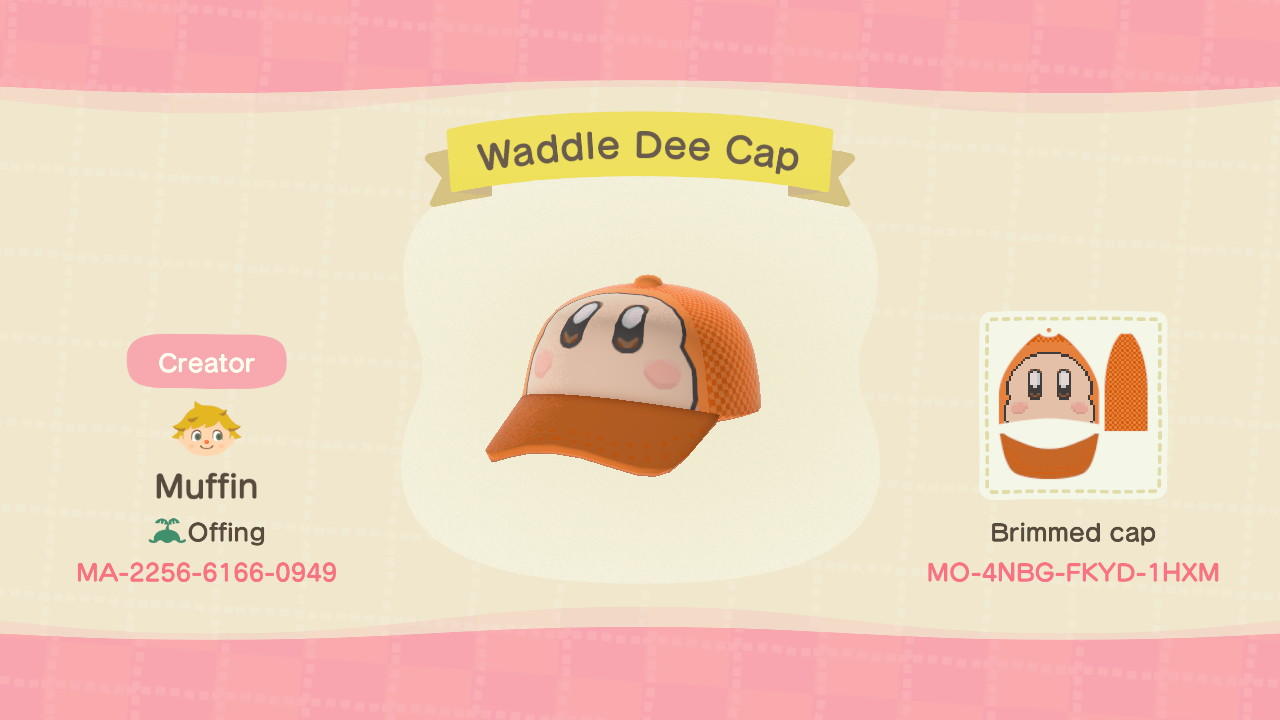 Waddle Dee Cap
Creator
Muffin
Offing
MA-2256-6166-0949
Brimmed cap
MO-4NBG-FKYD-1HXM